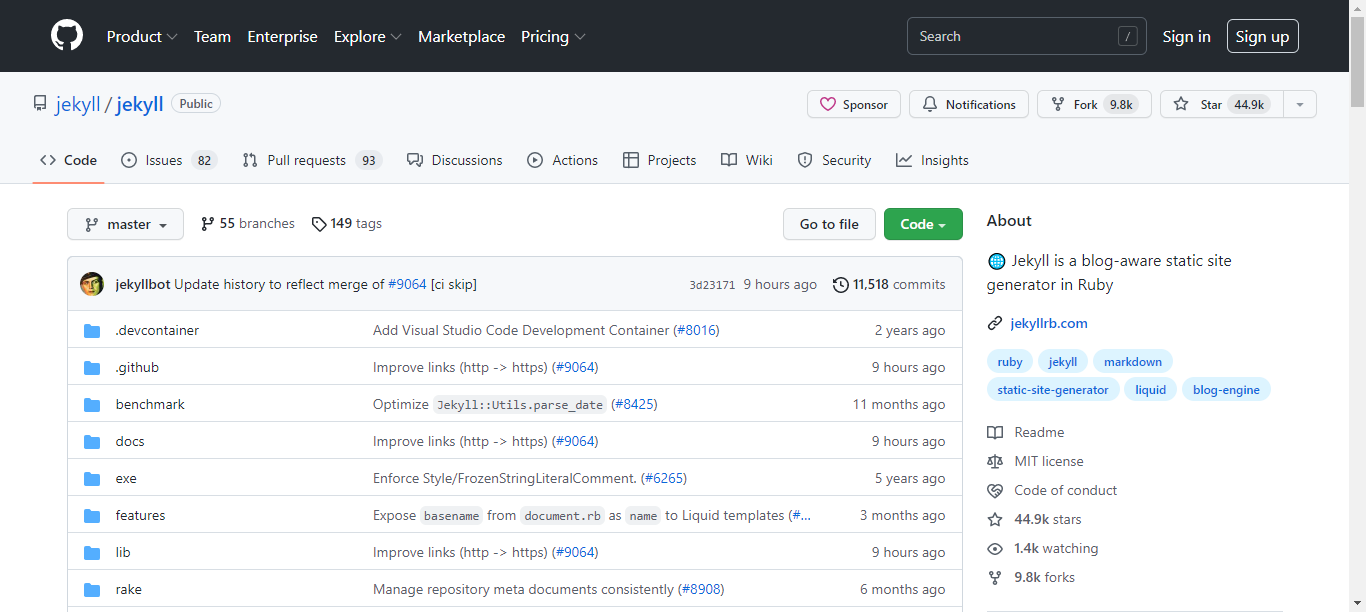 Product Team Enterprise Explore Marketplace Pricing Search / Sign in Sign up
jekyll / jekyll Public Sponsor Notifications Fork 9.8k Star 44.9k
Code Issues 82 Pull requests 93 Discussions Actions Projects Wiki Security Insights
master 55 branches 149 tags Go to file Code
jekyllbot Update history to reflect merge of #9064 [ci skip] 3d23171 9 hours ago 11,518 commits
.devcontainer Add Visual Studio Code Development Container (#8016) 2 years ago
.github Improve links (http -> https) (#9064) 9 hours ago
benchmark Optimize Jekyll::Utils.parse_date (#8425) 11 months ago
docs Improve links (http -> https) (#9064) 9 hours ago
exe Enforce Style/FrozenStringLiteralComment. (#6265) 5 years ago
features Expose basename from document.rb as name to Liquid templates (#... 3 months ago
lib Improve links (http -> https) (#9064) 9 hours ago
rake Manage repository meta documents consistently (#8908) 6 months ago
About
Jekyll is a blog-aware static site
generator in Ruby
jekyllrb.com
ruby jekyll markdown
static-site-generator liquid blog-engine
Readme
MIT license
Code of conduct
44.9k stars
1.4k watching
9.8k forks